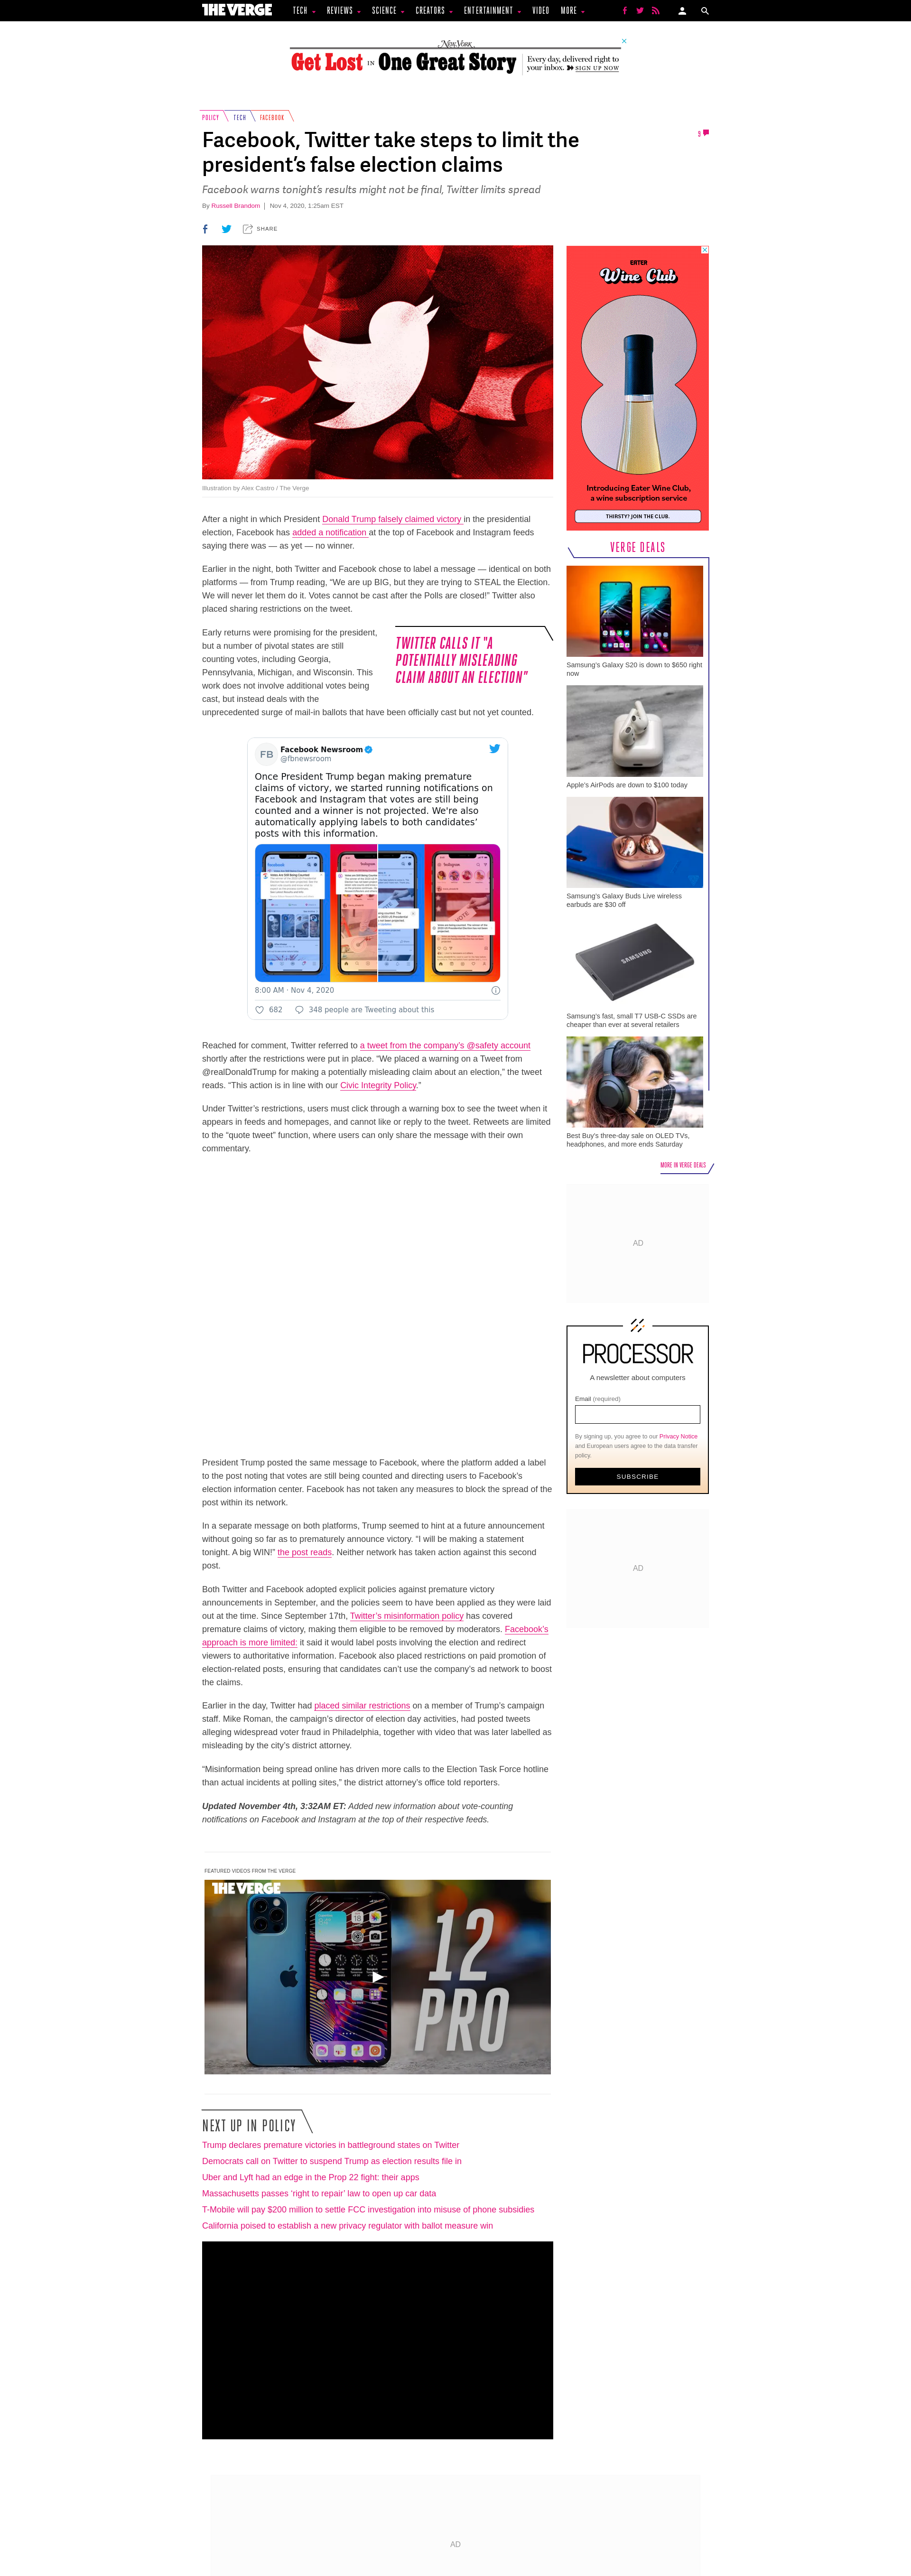 THE VERGE
TECH
REVIEWS
SCIENCE
CREATORS
ENTERTAINMENT
VIDEO
MORE
NEW YORK
Get Lost IN One Great Story
Every day, delivered right to
your inbox. SIGN UP NOW
POLICY
TECH
FACEBOOK
Facebook, Twitter take steps to limit the
president’s false election claims
9
Facebook warns tonight’s results might not be final, Twitter limits spread
By Russell Brandom | Nov 4, 2020, 1:25am EST
SHARE
Illustration by Alex Castro / The Verge
After a night in which President Donald Trump falsely claimed victory in the presidential
election, Facebook has added a notification at the top of Facebook and Instagram feeds
saying there was — as yet — no winner.
Earlier in the night, both Twitter and Facebook chose to label a message — identical on both
platforms — from Trump reading, “We are up BIG, but they are trying to STEAL the Election.
We will never let them do it. Votes cannot be cast after the Polls are closed!” Twitter also
placed sharing restrictions on the tweet.
Early returns were promising for the president,
but a number of pivotal states are still
counting votes, including Georgia,
Pennsylvania, Michigan, and Wisconsin. This
work does not involve additional votes being
cast, but instead deals with the
unprecedented surge of mail-in ballots that have been officially cast but not yet counted.
TWITTER CALLS IT "A
POTENTIALLY MISLEADING
CLAIM ABOUT AN ELECTION"
FB
Facebook Newsroom
@fbnewsroom
Once President Trump began making premature
claims of victory, we started running notifications on
Facebook and Instagram that votes are still being
counted and a winner is not projected. We're also
automatically applying labels to both candidates’
posts with this information.
8:00 AM · Nov 4, 2020
682
348 people are Tweeting about this
Reached for comment, Twitter referred to a tweet from the company’s @safety account
shortly after the restrictions were put in place. “We placed a warning on a Tweet from
@realDonaldTrump for making a potentially misleading claim about an election,” the tweet
reads. “This action is in line with our Civic Integrity Policy.”
Under Twitter’s restrictions, users must click through a warning box to see the tweet when it
appears in feeds and homepages, and cannot like or reply to the tweet. Retweets are limited
to the “quote tweet” function, where users can only share the message with their own
commentary.
President Trump posted the same message to Facebook, where the platform added a label
to the post noting that votes are still being counted and directing users to Facebook’s
election information center. Facebook has not taken any measures to block the spread of the
post within its network.
In a separate message on both platforms, Trump seemed to hint at a future announcement
without going so far as to prematurely announce victory. “I will be making a statement
tonight. A big WIN!” the post reads. Neither network has taken action against this second
post.
Both Twitter and Facebook adopted explicit policies against premature victory
announcements in September, and the policies seem to have been applied as they were laid
out at the time. Since September 17th, Twitter’s misinformation policy has covered
premature claims of victory, making them eligible to be removed by moderators. Facebook’s
approach is more limited: it said it would label posts involving the election and redirect
viewers to authoritative information. Facebook also placed restrictions on paid promotion of
election-related posts, ensuring that candidates can’t use the company’s ad network to boost
the claims.
Earlier in the day, Twitter had placed similar restrictions on a member of Trump’s campaign
staff. Mike Roman, the campaign’s director of election day activities, had posted tweets
alleging widespread voter fraud in Philadelphia, together with video that was later labelled as
misleading by the city’s district attorney.
“Misinformation being spread online has driven more calls to the Election Task Force hotline
than actual incidents at polling sites,” the district attorney’s office told reporters.
Updated November 4th, 3:32AM ET: Added new information about vote-counting
notifications on Facebook and Instagram at the top of their respective feeds.
FEATURED VIDEOS FROM THE VERGE
THE VERGE
12
PRO
NEXT UP IN POLICY
Trump declares premature victories in battleground states on Twitter
Democrats call on Twitter to suspend Trump as election results file in
Uber and Lyft had an edge in the Prop 22 fight: their apps
Massachusetts passes ‘right to repair’ law to open up car data
T-Mobile will pay $200 million to settle FCC investigation into misuse of phone subsidies
California poised to establish a new privacy regulator with ballot measure win
EATER
Wine Club
Introducing Eater Wine Club,
a wine subscription service
THIRSTY? JOIN THE CLUB.
VERGE DEALS
Samsung’s Galaxy S20 is down to $650 right
now
Apple’s AirPods are down to $100 today
Samsung’s Galaxy Buds Live wireless
earbuds are $30 off
SAMSUNG
Samsung’s fast, small T7 USB-C SSDs are
cheaper than ever at several retailers
Best Buy’s three-day sale on OLED TVs,
headphones, and more ends Saturday
MORE IN VERGE DEALS
AD
PROCESSOR
A newsletter about computers
Email (required)
By signing up, you agree to our Privacy Notice
and European users agree to the data transfer
policy.
SUBSCRIBE
AD
AD